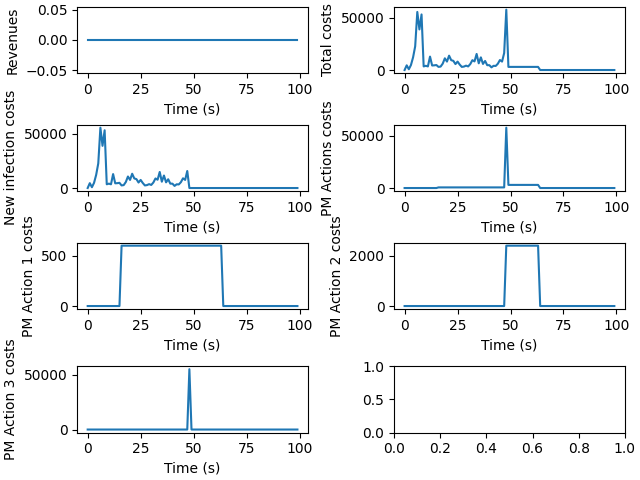 Revenues
0.05
0.00
−0.05
0 25 50 75 100
Time (s)
Total costs
50000
0
0 25 50 75 100
Time (s)
New infection costs
50000
0
0 25 50 75 100
Time (s)
PM Actions costs
50000
0
0 25 50 75 100
Time (s)
PM Action 1 costs
500
0
0 25 50 75 100
Time (s)
PM Action 2 costs
2000
0
0 25 50 75 100
Time (s)
PM Action 3 costs
50000
0
0 25 50 75 100
Time (s)
1.0
0.5
0.0
0.0 0.2 0.4 0.6 0.8 1.0